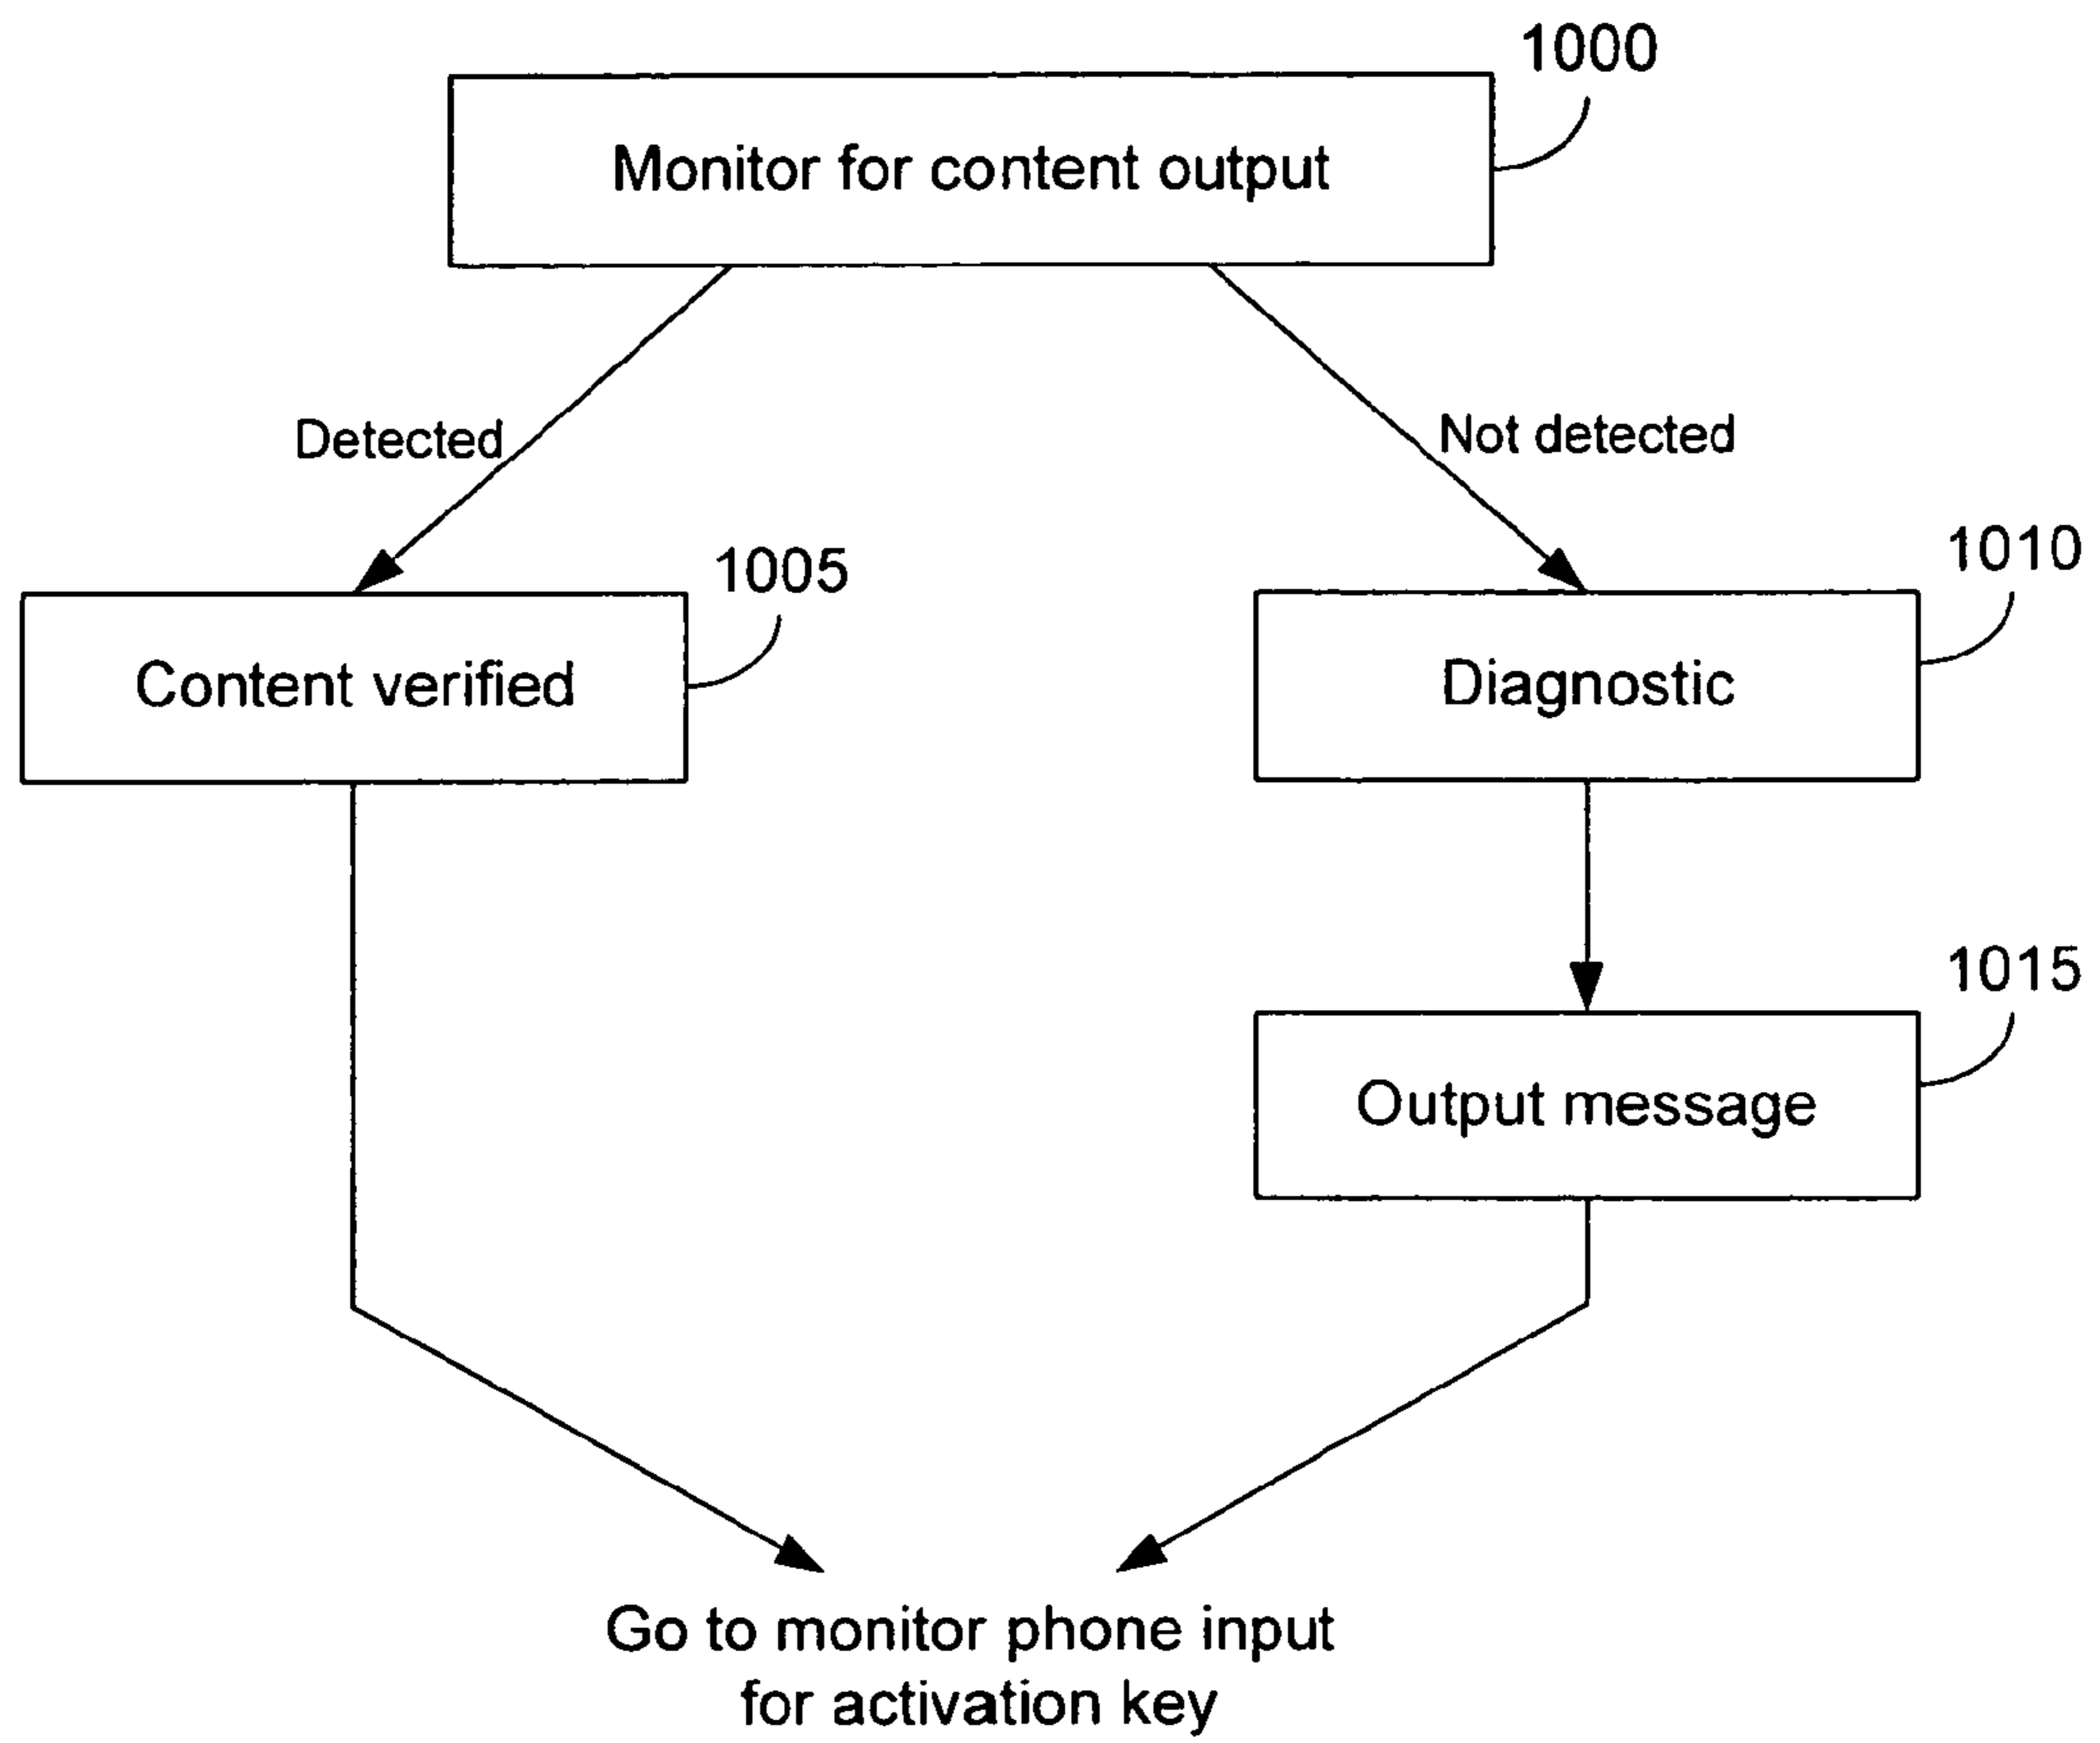 1000
Monitor for content output
Detected
Not detected
1005
1010
Content verified
Diagnostic
1015
Output message
Go to monitor phone input
for activation key